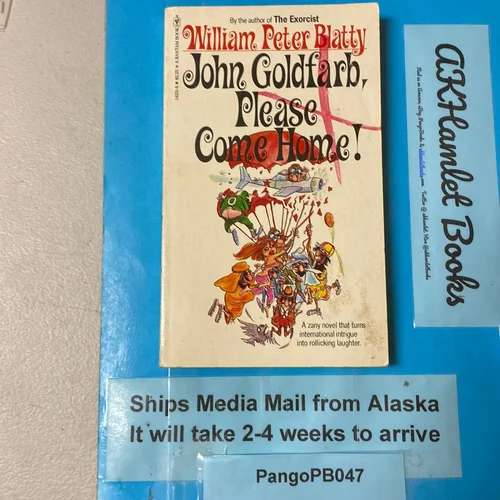 By the author of The Exorcist
William Peter Blatty
John Goldfarb,
Please
Come Home!
A zany novel that turns
international intrigue
into rollicking laughter.
A BANTAM BOOK
AKHamlet Books
Ships Media Mail from Alaska
It will take 2-4 weeks to arrive
PangoPB047